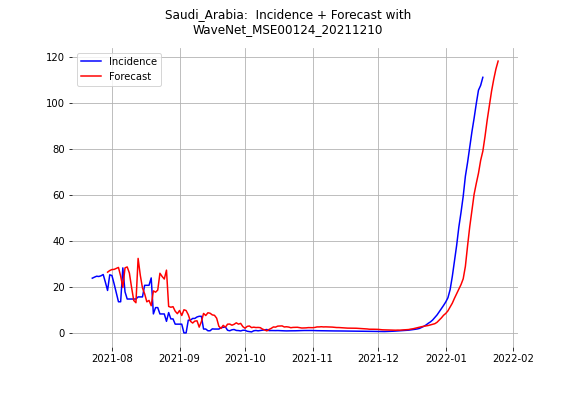 Saudi_Arabia:  Incidence + Forecast with
WaveNet_MSE00124_20211210
Incidence
Forecast
120
100
80
60
40
20
0
2021-08 2021-09 2021-10 2021-11 2021-12 2022-01 2022-02